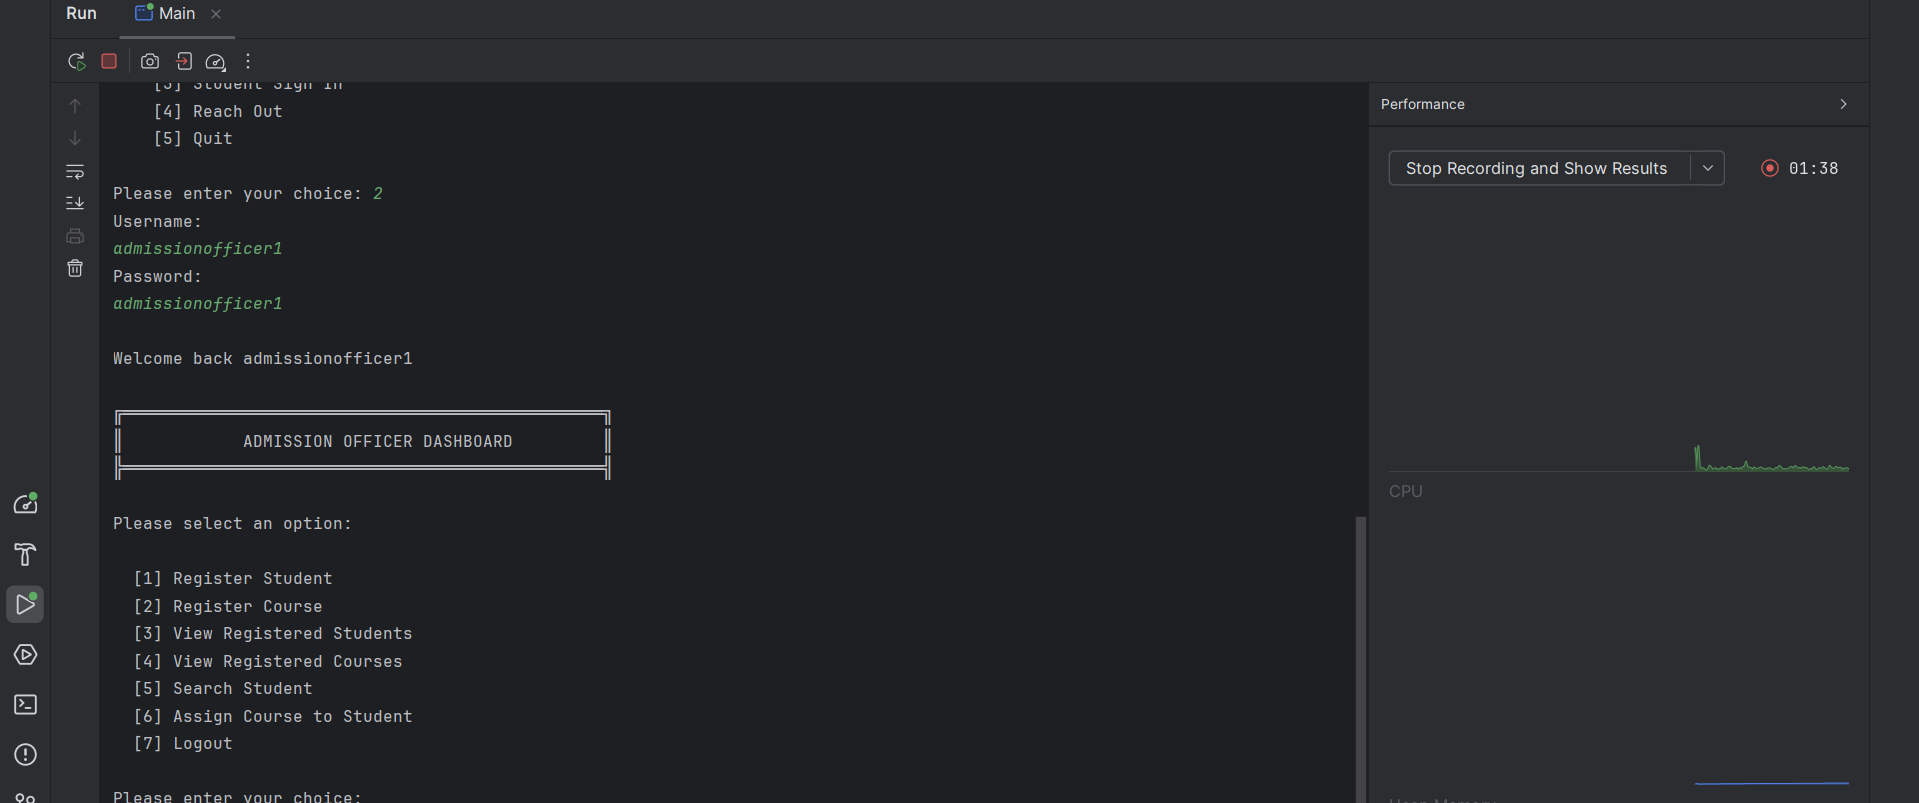 Run Main
[3] Student Sign In
[4] Reach Out
[5] Quit
Please enter your choice: 2
Username:
admissionofficer1
Password:
admissionofficer1
Welcome back admissionofficer1
ADMISSION OFFICER DASHBOARD
Please select an option:
[1] Register Student
[2] Register Course
[3] View Registered Students
[4] View Registered Courses
[5] Search Student
[6] Assign Course to Student
[7] Logout
Please enter your choice:
Performance
Stop Recording and Show Results 01:38
CPU
Heap Memory